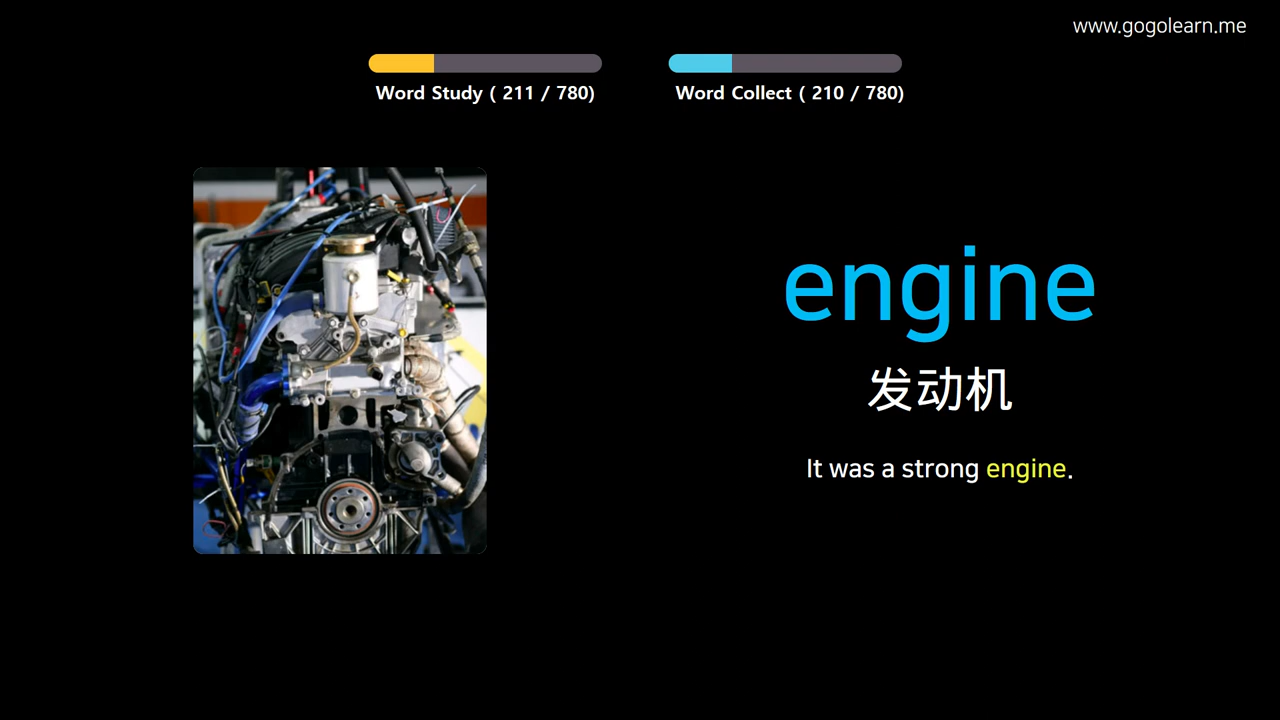 www.gogolearn.me
Word Study ( 211 / 780)
Word Collect ( 210 / 780)
engine
发动机
It was a strong engine.